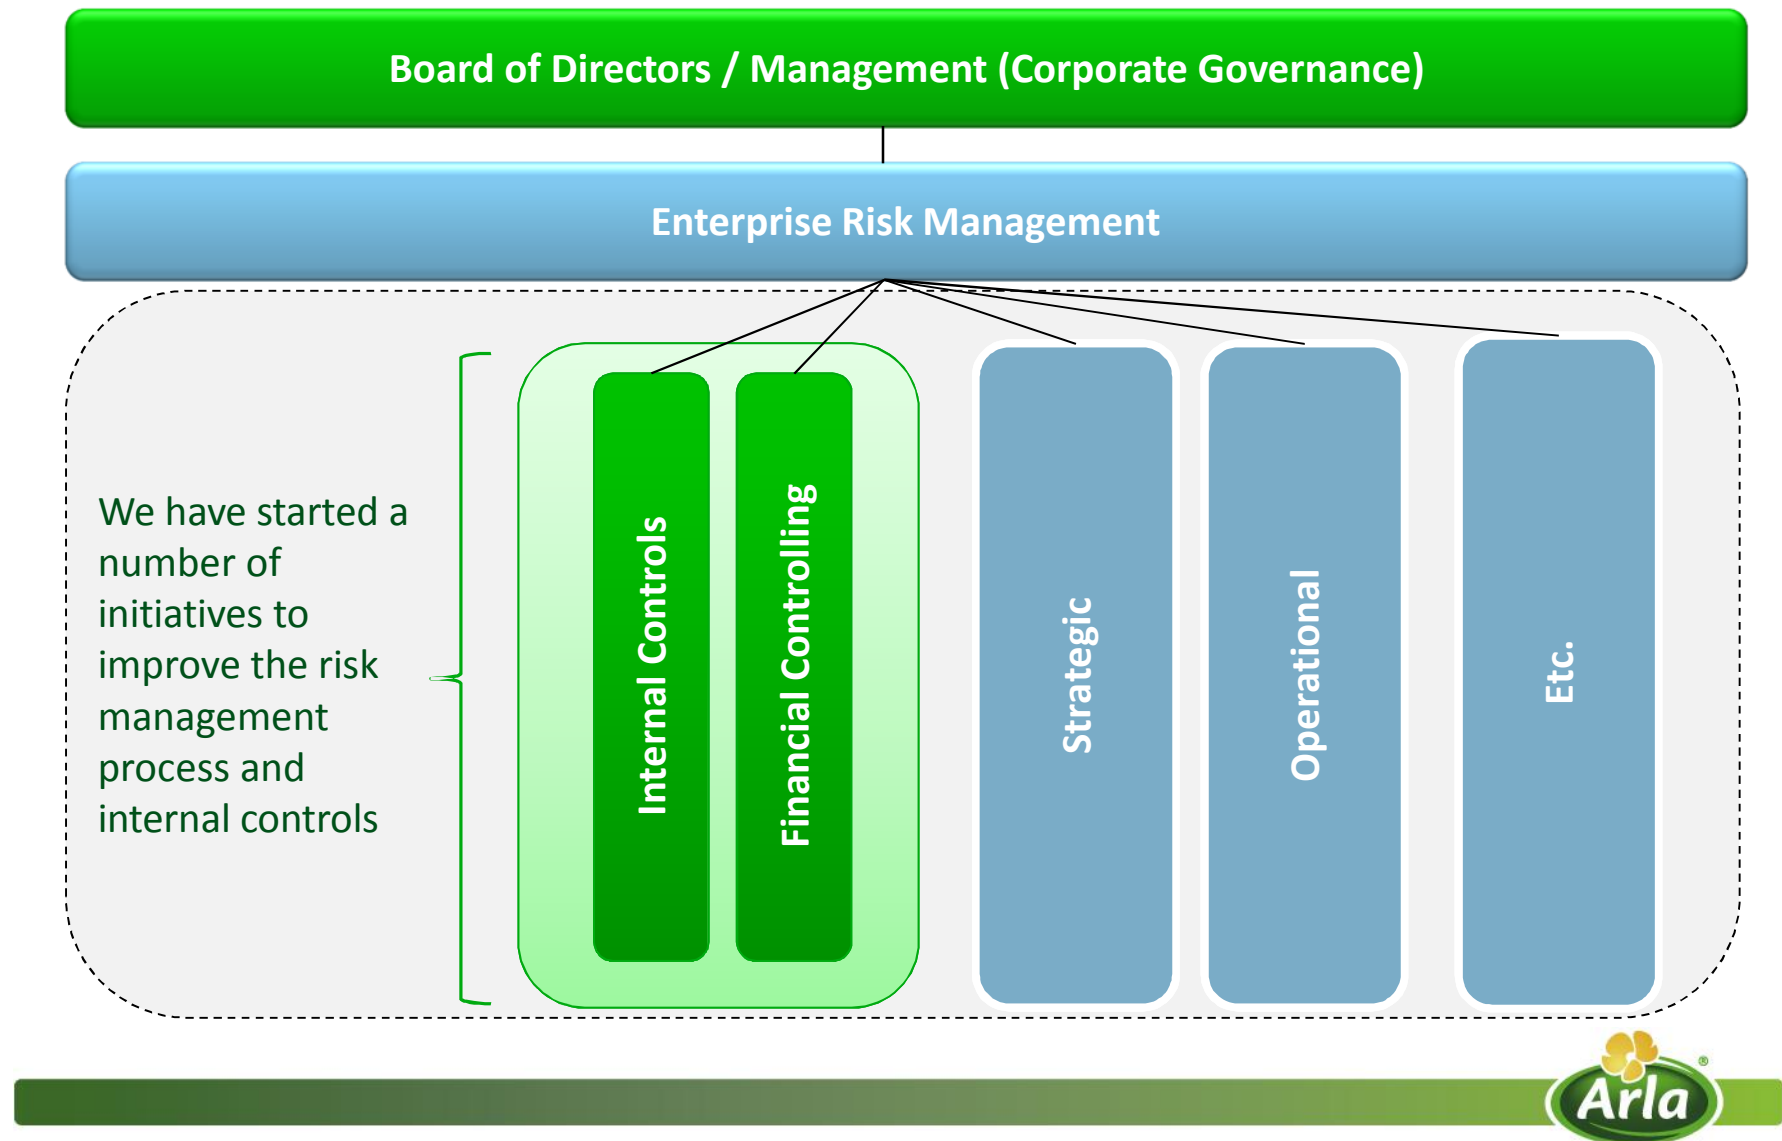 Board of Directors / Management (Corporate Governance)
Enterprise Risk Management
We have started a
number of
initiatives to
improve the risk
management
process and
internal controls
Internal Controls
Financial Controlling
Strategic
Operational
Etc.
Arla
®